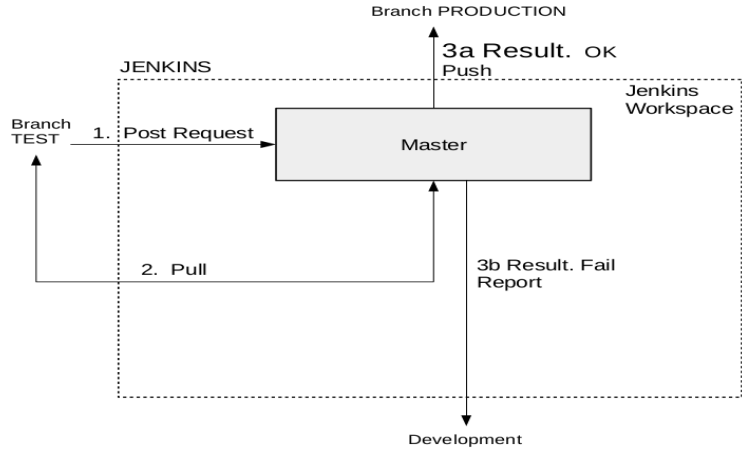 Branch PRODUCTION
3a Result. OK
Push
JENKINS
Jenkins
Workspace
Branch
TEST
1. Post Request
Master
2. Pull
3b Result. Fail
Report
Development